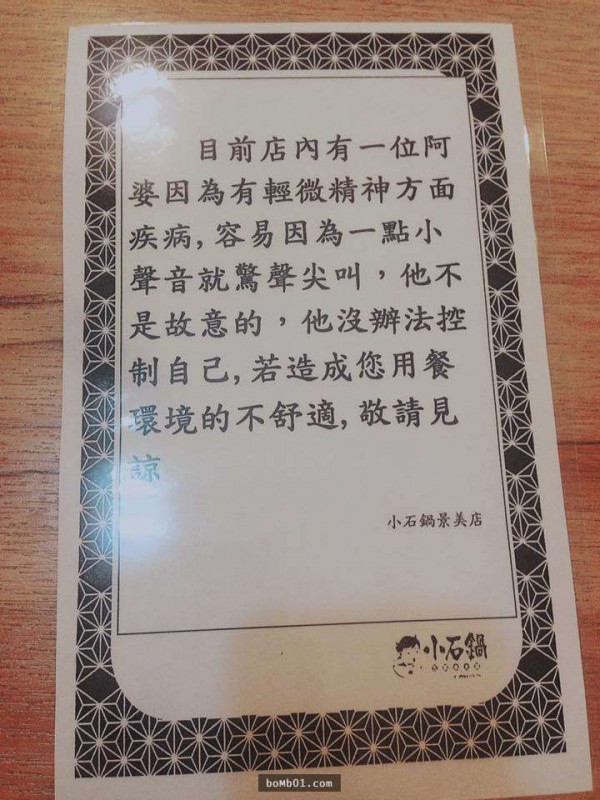 目前店內有一位阿
婆因為有輕微精神方面
疾病,容易因為一點小
聲音就驚聲尖叫，他不
是故意的，他沒辦法控
制自己,若造成您用餐
環境的不舒適,敬請見
諒
小石鍋景美店
小石鍋
boMb01.com